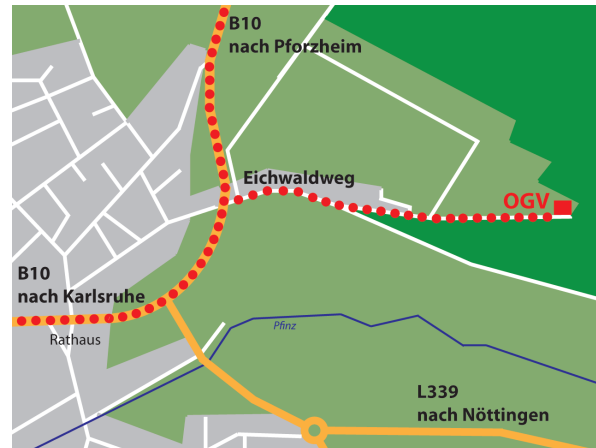 B10
nach Pforzheim
Eichwaldweg
OGV
B10
nach Karlsruhe
Rathaus
Pfinz
L339
nach Nöttingen